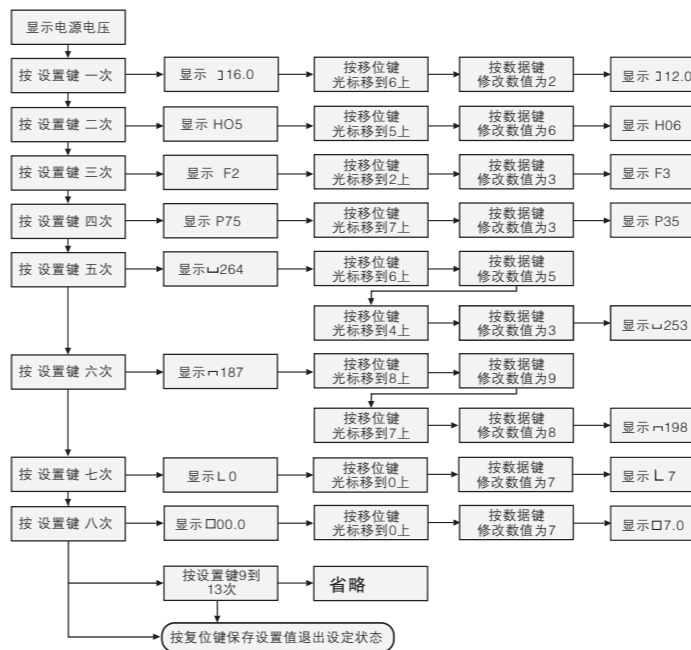 显示电源电压
按 设置键 一次
显示 コ16.0
按移位键
光标移到6上
按数据键
修改数值为2
显示 コ12.0
按 设置键 二次
显示 HO5
按移位键
光标移到5上
按数据键
修改数值为6
显示 H06
按 设置键 三次
显示 F2
按移位键
光标移到2上
按数据键
修改数值为3
显示 F3
按 设置键 四次
显示 P75
按移位键
光标移到7上
按数据键
修改数值为3
显示 P35
按 设置键 五次
显示⊔264
按移位键
光标移到6上
按数据键
修改数值为5
按移位键
光标移到4上
按数据键
修改数值为3
显示⊔253
按 设置键 六次
显示⊓187
按移位键
光标移到8上
按数据键
修改数值为9
按移位键
光标移到7上
按数据键
修改数值为8
显示⊓198
按 设置键 七次
显示 L 0
按移位键
光标移到0上
按数据键
修改数值为7
显示 L 7
按 设置键 八次
显示 口00.0
按移位键
光标移到0上
按数据键
修改数值为7
显示口7.0
按设置键9到
13次
省略
按复位键保存设置值退出设定状态